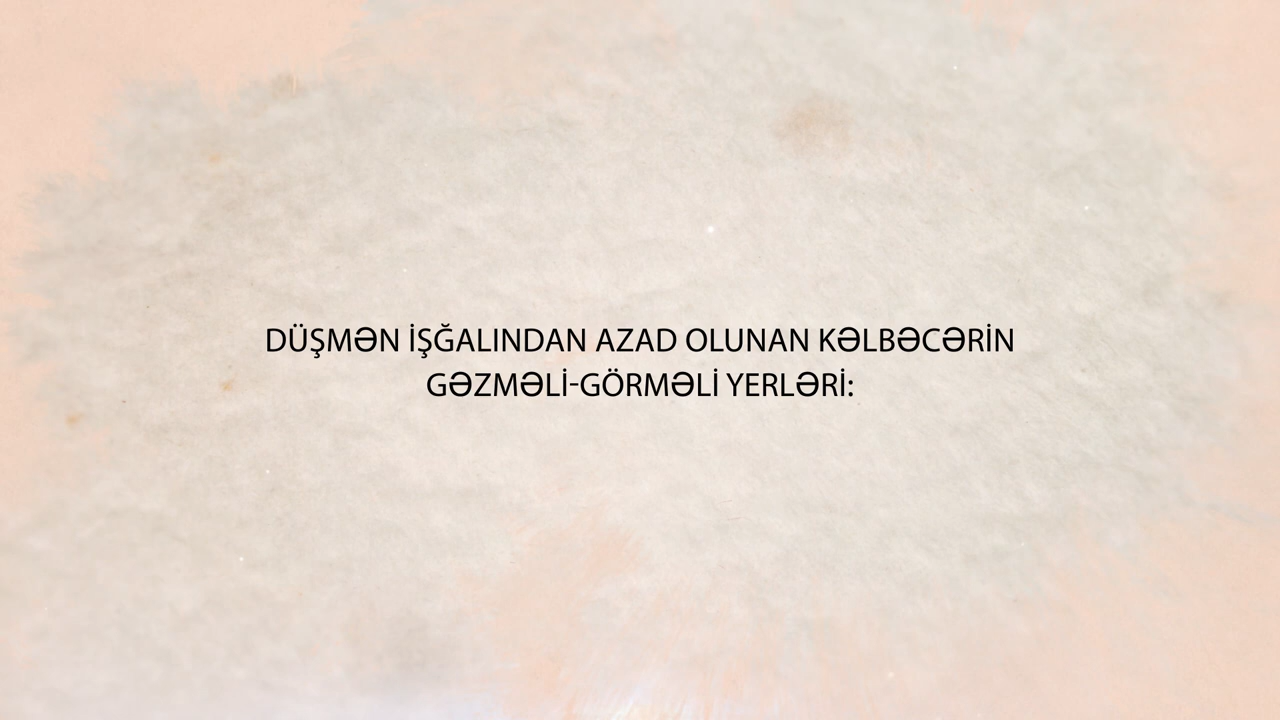 DÜŞMƏN İŞĞALINDAN AZAD OLUNAN KƏLBƏCƏRİN
GƏZMƏLİ-GÖRMƏLİ YERLƏRİ: